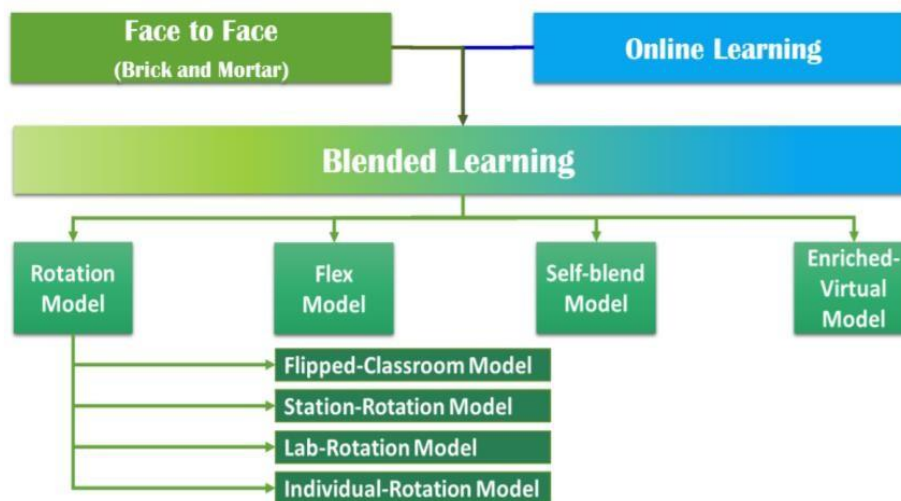 Face to Face
(Brick and Mortar)
Online Learning
Blended Learning
Rotation
Model
Flex
Model
Self-blend
Model
Enriched-
Virtual
Model
Flipped-Classroom Model
Station-Rotation Model
Lab-Rotation Model
Individual-Rotation Model